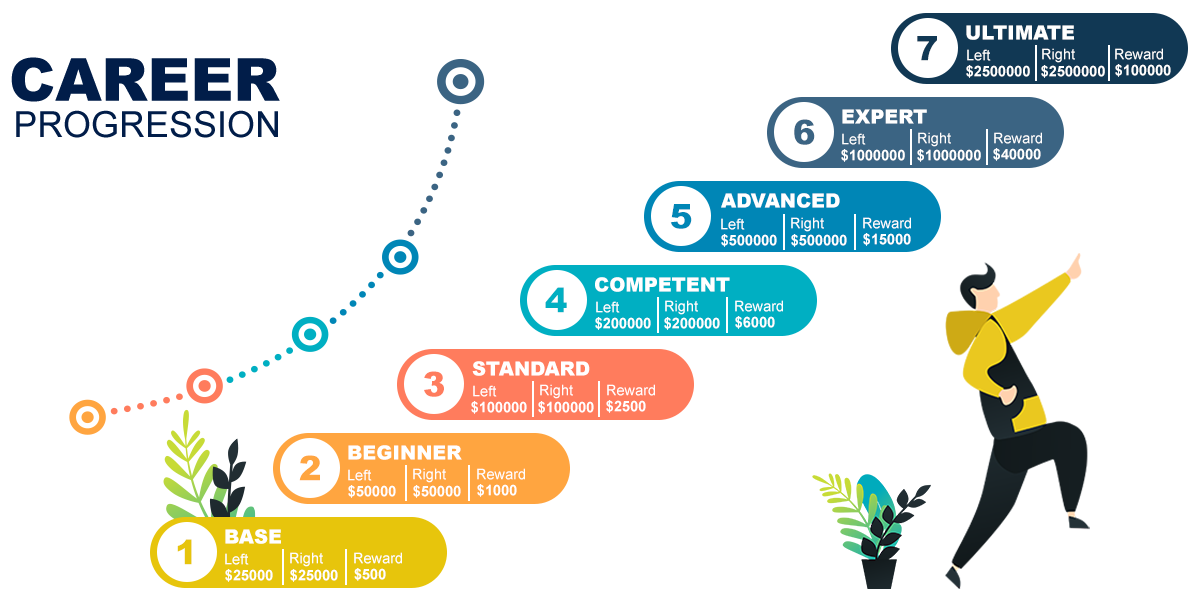 CAREER
PROGRESSION
7
ULTIMATE
Left Right Reward
$2500000 $2500000 $100000
6
EXPERT
Left Right Reward
$1000000 $1000000 $40000
5
ADVANCED
Left Right Reward
$500000 $500000 $15000
4
COMPETENT
Left Right Reward
$200000 $200000 $6000
3
STANDARD
Left Right Reward
$100000 $100000 $2500
2
BEGINNER
Left Right Reward
$50000 $50000 $1000
1
BASE
Left Right Reward
$25000 $25000 $500